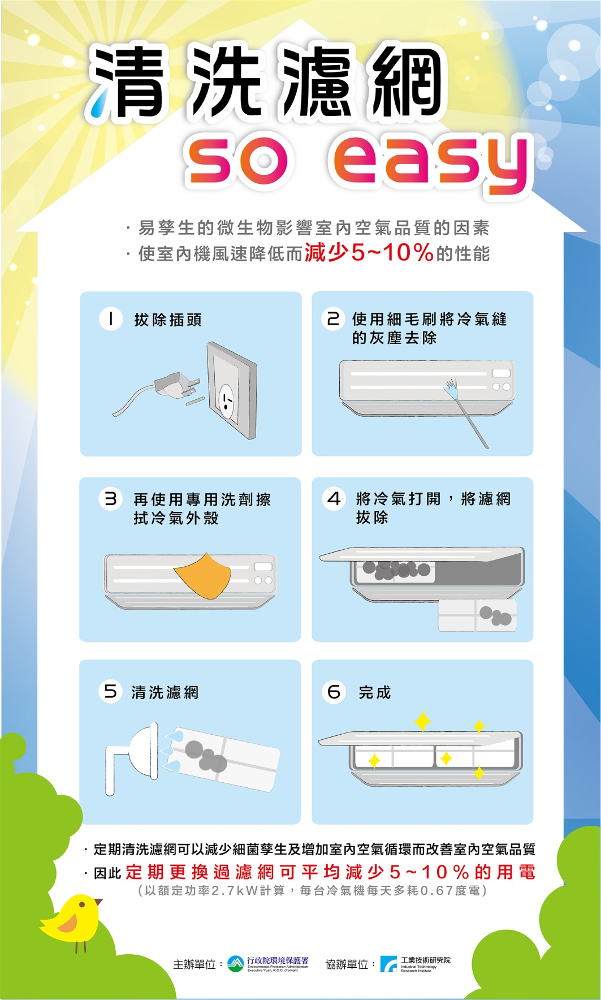 清洗濾網
so easy
·易孳生的微生物影響室內空氣品質的因素
·使室內機風速降低而減少5~10%的性能
1 拔除插頭
2 使用細毛刷將冷氣縫
的灰塵去除
3 再使用專用洗劑擦
拭冷氣外殼
4 將冷氣打開，將濾網
拔除
5 清洗濾網
6 完成
·定期清洗濾網可以減少細菌孳生及增加室內空氣循環而改善室內空氣品質
·因此定期更換過濾網可平均減少5~10%的用電
(以額定功率2.7kW計算，每台冷氣機每天多耗0.67度電)
主辦單位：行政院環境保護署
Environmental Protection Administration
Executive Yuan, R.O.C. (Taiwan)
協辦單位：工業技術研究院
Industrial Technology
Research Institute